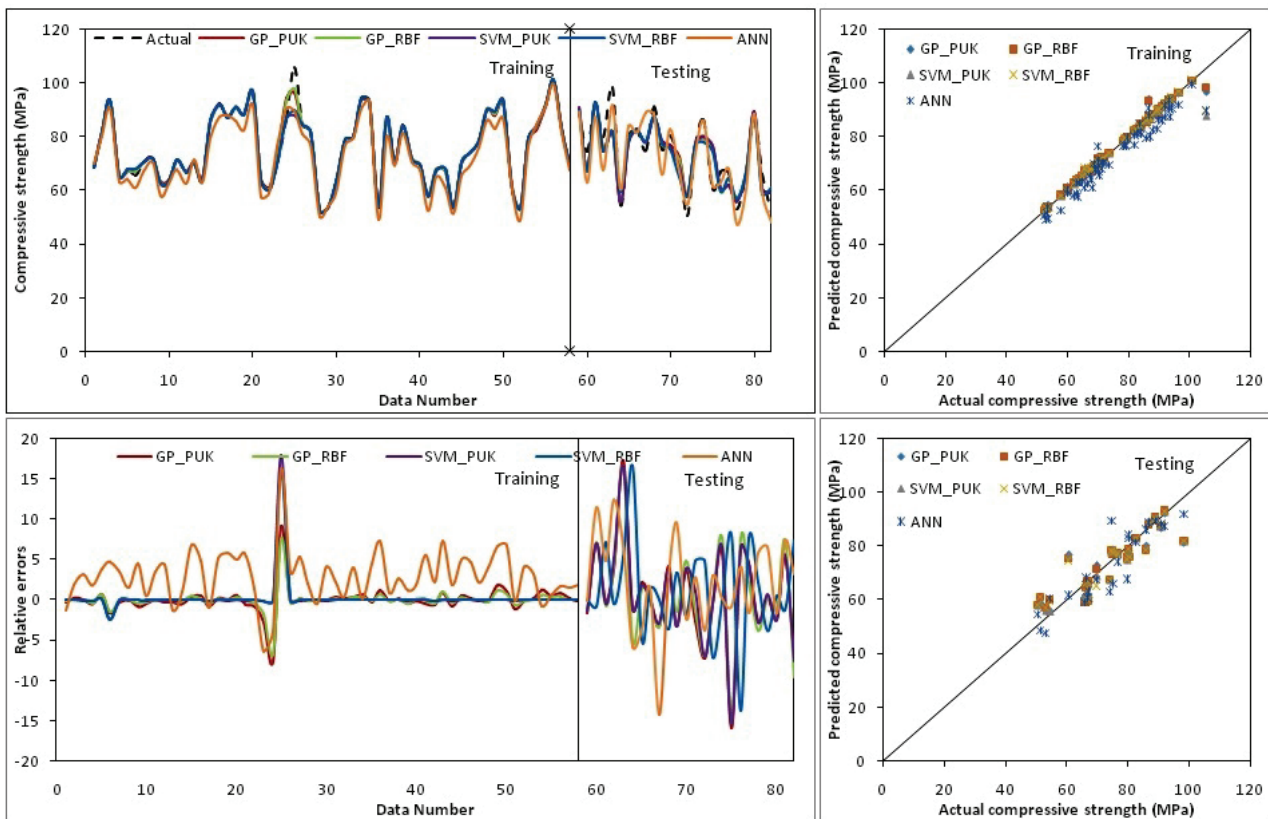 Actual GP_PUK GP_RBF SVM_PUK SVM_RBF ANN
Training Testing
Compressive strength (MPa)
120
100
80
60
40
20
0
0 10 20 30 40 50 60 70 80
Data Number
GP_PUK GP_RBF
Training
SVM_PUK SVM_RBF
ANN
Predicted compressive strength (MPa)
120
100
80
60
40
20
0
0 20 40 60 80 100 120
Actual compressive strength (MPa)
GP_PUK GP_RBF SVM_PUK SVM_RBF ANN
Training Testing
Relative errors
20
15
10
5
0
-5
-10
-15
-20
0 10 20 30 40 50 60 70 80
Data Number
GP_PUK GP_RBF
Testing
SVM_PUK SVM_RBF
ANN
Predicted compressive strength (MPa)
120
100
80
60
40
20
0
0 20 40 60 80 100 120
Actual compressive strength (MPa)